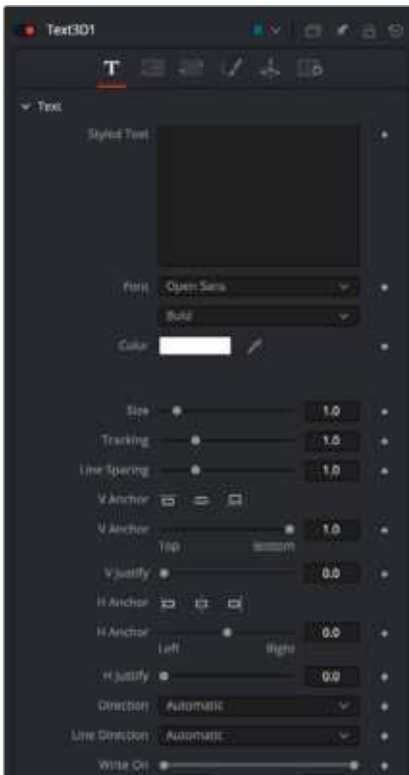 Text3D1
T
Text
Styled Text
Font Open Sans
Bold
Color
Size 1.0
Tracking 1.0
Line Spacing 1.0
V Anchor
V Anchor 1.0
Top Bottom
V Justify 0.0
H Anchor
H Anchor 0.0
Left Right
H Justify 0.0
Direction Automatic
Line Direction Automatic
Write On